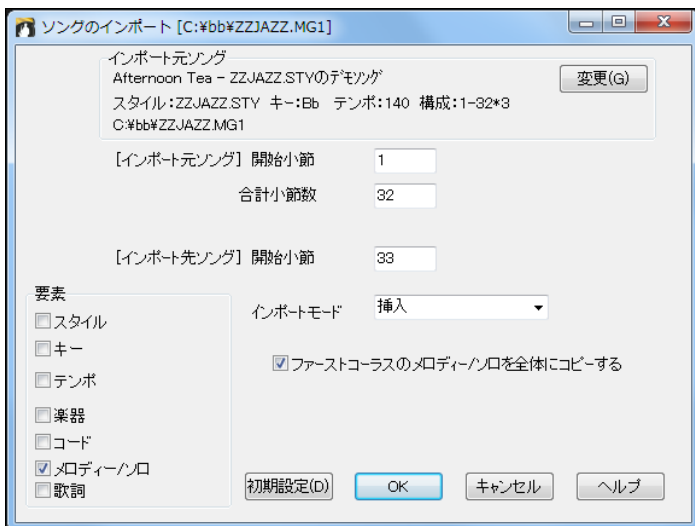 ソングのインポート [C:¥bb¥ZZJAZZ.MG1]
インポート元ソング
Afternoon Tea - ZZJAZZ.STYのデモソング
変更(G)
スタイル:ZZJAZZ.STY キー:Bb テンポ:140 構成:1-32*3
C:¥bb¥ZZJAZZ.MG1
[インポート元ソング] 開始小節 1
合計小節数 32
[インポート先ソング] 開始小節 33
要素
スタイル
キー
テンポ
楽器
コード
メロディー/ソロ
歌詞
インポートモード 挿入
ファーストコーラスのメロディー/ソロを全体にコピーする
初期設定(D) OK キャンセル ヘルプ